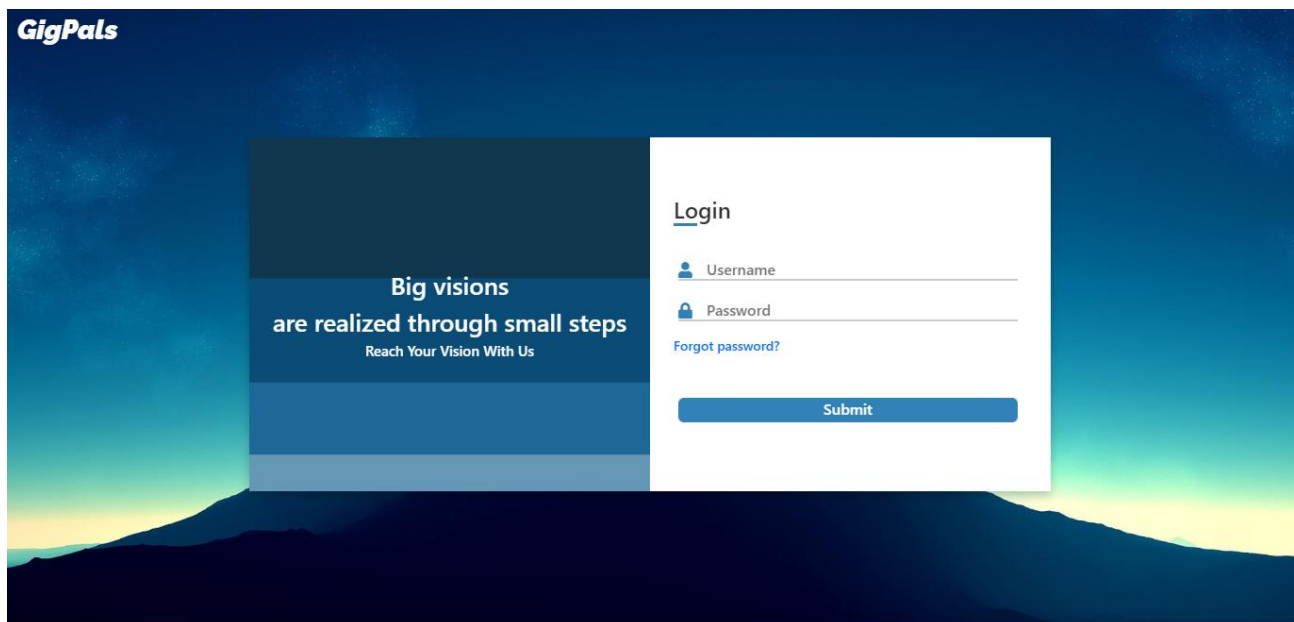 GigPals
Big visions
are realized through small steps
Reach Your Vision With Us
Login
Username
Password
Forgot password?
Submit